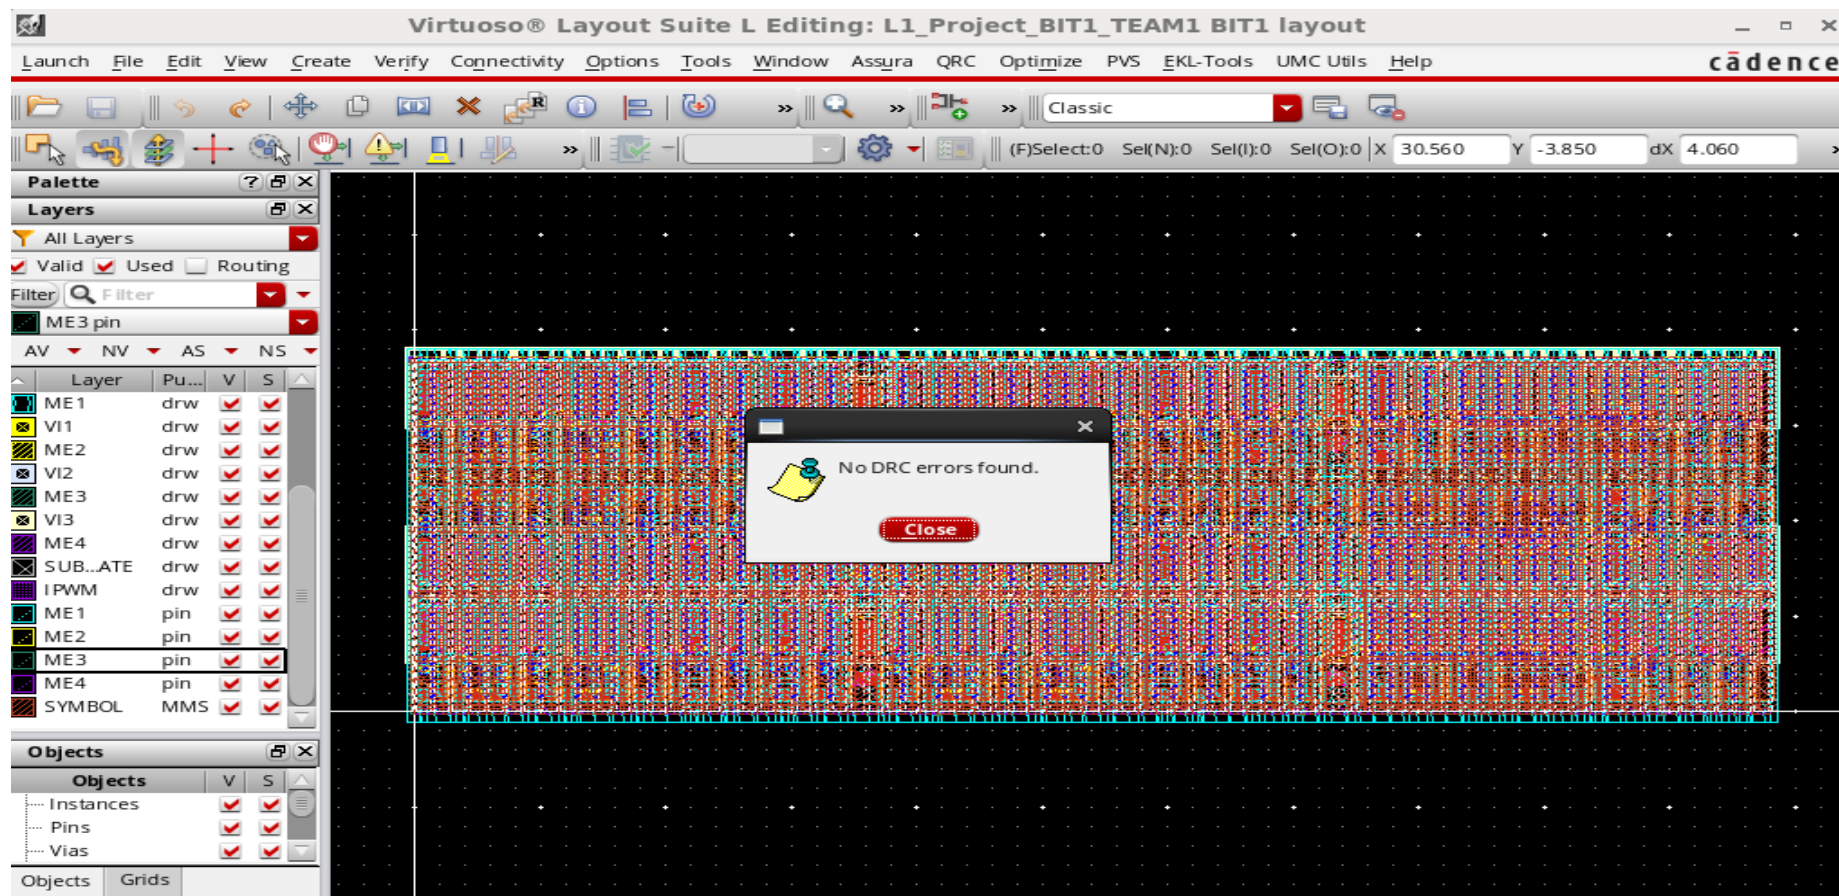 Virtuoso® Layout Suite L Editing: L1_Project_BIT1_TEAM1 BIT1 layout
Launch File Edit View Create Verify Connectivity Options Tools Window Assura QRC Optimize PVS EKL-Tools UMC Utils Help cādence
R » » » Classic
» (F)Select:0 Sel(N):0 Sel(I):0 Sel(O):0 X 30.560 Y -3.850 dX 4.060
Palette ?
Layers
All Layers
Valid Used Routing
Filter Filter
ME3 pin
AV NV AS NS
Layer Pu... V S
ME1 drw
VI1 drw
ME2 drw
VI2 drw
ME3 drw
VI3 drw
ME4 drw
SUB...ATE drw
IPWM drw
ME1 pin
ME2 pin
ME3 pin
ME4 pin
SYMBOL MMS
Objects
Objects V S
Instances
Pins
Vias
Objects Grids
No DRC errors found.
Close